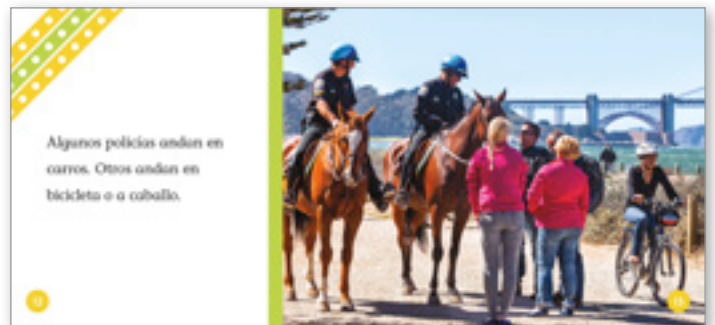 Algunos policías andan en
carros. Otros andan en
bicicleta o a caballo.